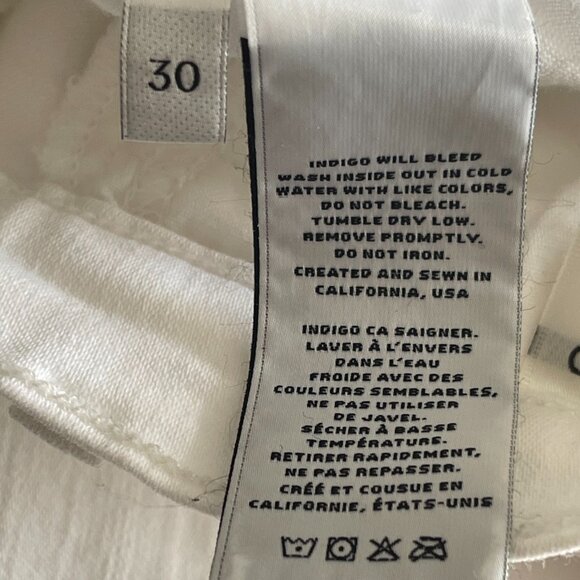 30
INDIGO WILL BLEED
WASH INSIDE OUT IN COLD
WATER WITH LIKE COLORS,
DO NOT BLEACH.
TUMBLE DRY LOW.
REMOVE PROMPTLY.
DO NOT IRON.
CREATED AND SEWN IN
CALIFORNIA, USA
INDIGO CA SAIGNER.
LAVER À L'ENVERS
DANS L'EAU
FROIDE AVEC DES
COULEURS SEMBLABLES,
NE PAS UTILISER
DE JAVEL.
SÉCHER À BASSE
TEMPÉRATURE.
RETIRER RAPIDEMENT,
NE PAS REPASSER.
CRÉÉ ET COUSUE EN
CALIFORNIE, ÉTATS-UNIS